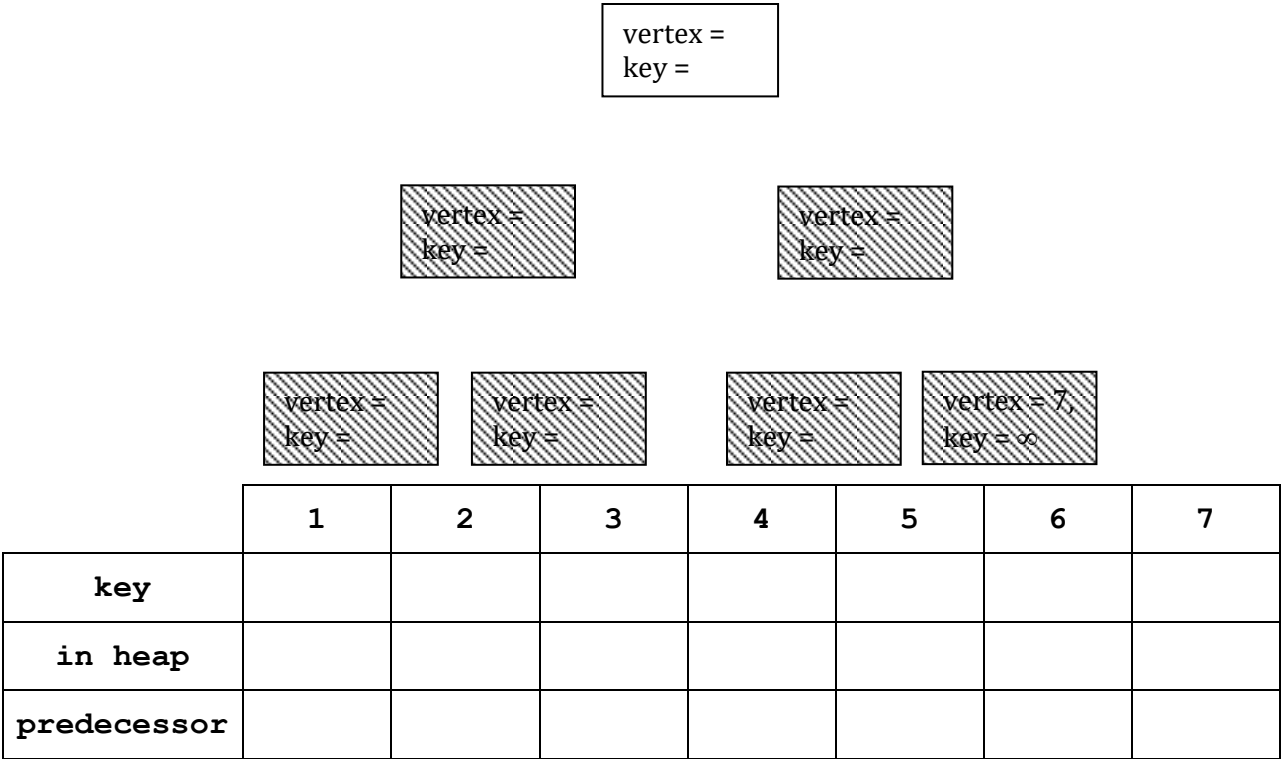 vertex =
key =
vertex =
key =
vertex =
key =
vertex =
key =
vertex =
key =
vertex =
key =
vertex = 7,
key = ∞
1 2 3 4 5 6 7
key
in heap
predecessor